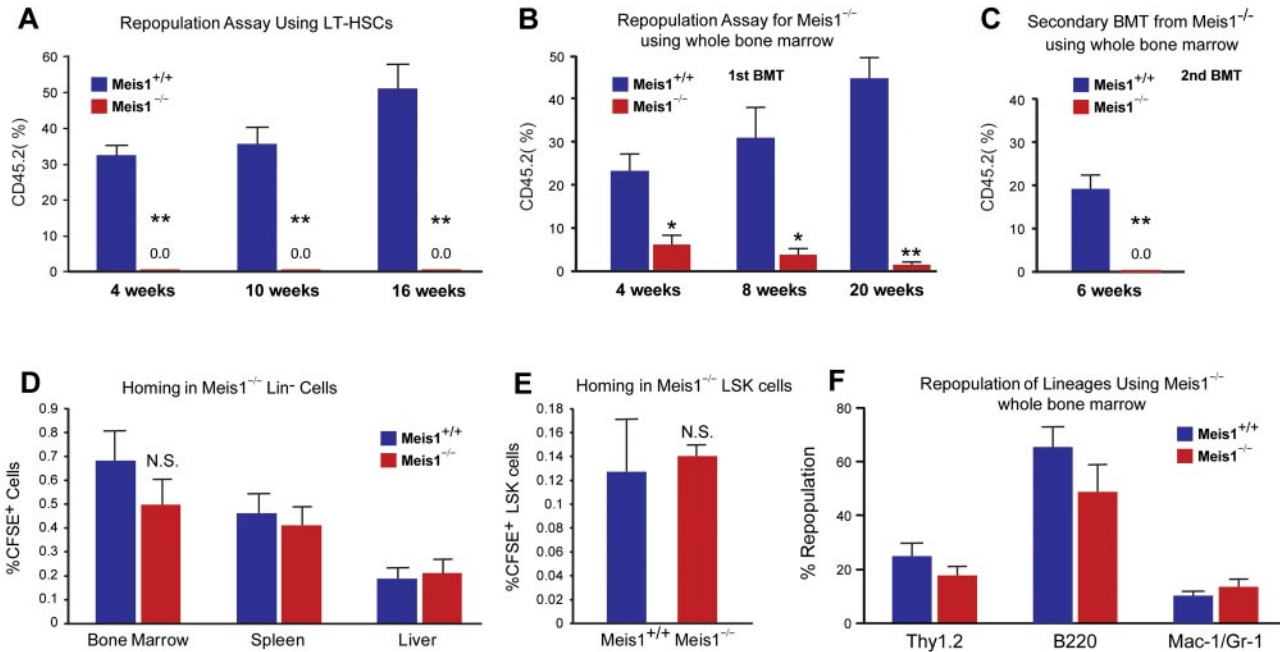 A
Repopulation Assay Using LT-HSCs
Meis1+/+
Meis1−/−
CD45.2( %)
60
50
40
30
20
10
0
** ** **
0.0 0.0 0.0
4 weeks 10 weeks 16 weeks
B
Repopulation Assay for Meis1−/−
using whole bone marrow
1st BMT
Meis1+/+
Meis1−/−
CD45.2( %)
50
40
30
20
10
0
* * **
4 weeks 8 weeks 20 weeks
C
Secondary BMT from Meis1-/-
using whole bone marrow
2nd BMT
Meis1+/+
Meis1−/−
CD45.2( %)
40
30
20
10
0
**
0.0
6 weeks
D
Homing in Meis1−/− Lin- Cells
Meis1+/+
Meis1−/−
%CFSE+ Cells
0.9
0.8
0.7
0.6
0.5
0.4
0.3
0.2
0.1
0
N.S.
Bone Marrow Spleen Liver
E
Homing in Meis1−/− LSK cells
%CFSE+ LSK cells
0.18
0.16
0.14
0.12
0.1
0.08
0.06
0.04
0.02
0
N.S.
Meis1+/+ Meis1−/−
F
Repopulation of Lineages Using Meis1−/−
whole bone marrow
Meis1+/+
Meis1−/−
% Repopulation
80
60
40
20
0
Thy1.2 B220 Mac-1/Gr-1